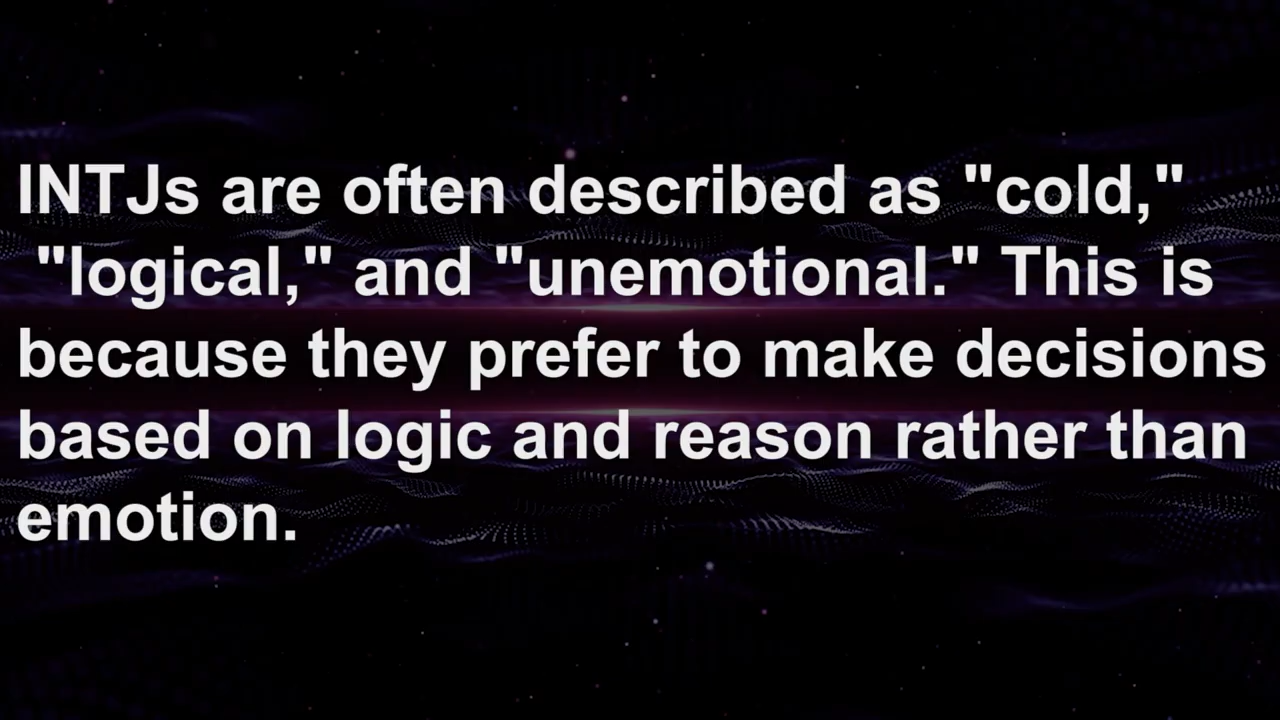 INTJs are often described as "cold,"
"logical," and "unemotional." This is
because they prefer to make decisions
based on logic and reason rather than
emotion.